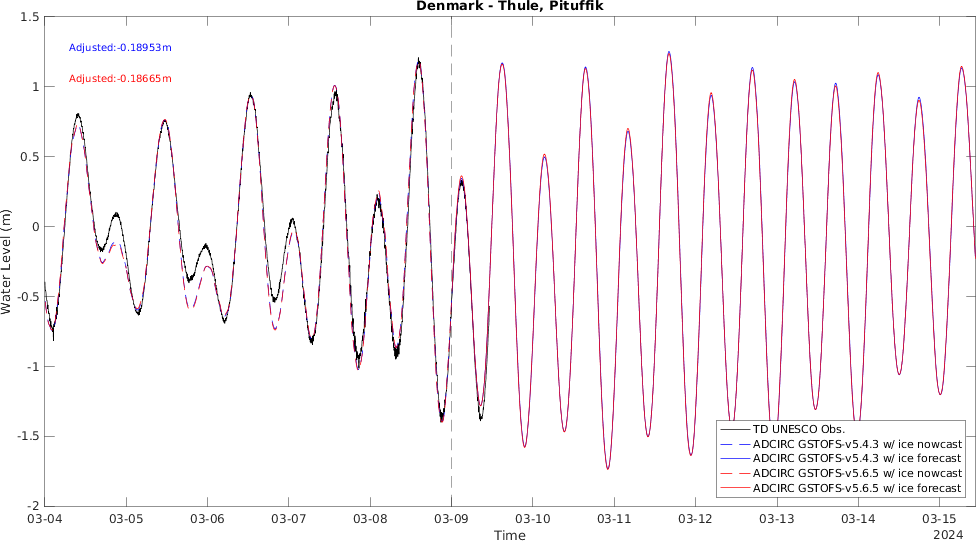 Denmark - Thule, Pituffik
1.5
Adjusted:-0.18953m
Adjusted:-0.18665m
1
0.5
0
-0.5
-1
-1.5
-2
Water Level (m)
TD UNESCO Obs.
ADCIRC GSTOFS-v5.4.3 w/ ice nowcast
ADCIRC GSTOFS-v5.4.3 w/ ice forecast
ADCIRC GSTOFS-v5.6.5 w/ ice nowcast
ADCIRC GSTOFS-v5.6.5 w/ ice forecast
03-04 03-05 03-06 03-07 03-08 03-09 03-10 03-11 03-12 03-13 03-14 03-15
Time
2024